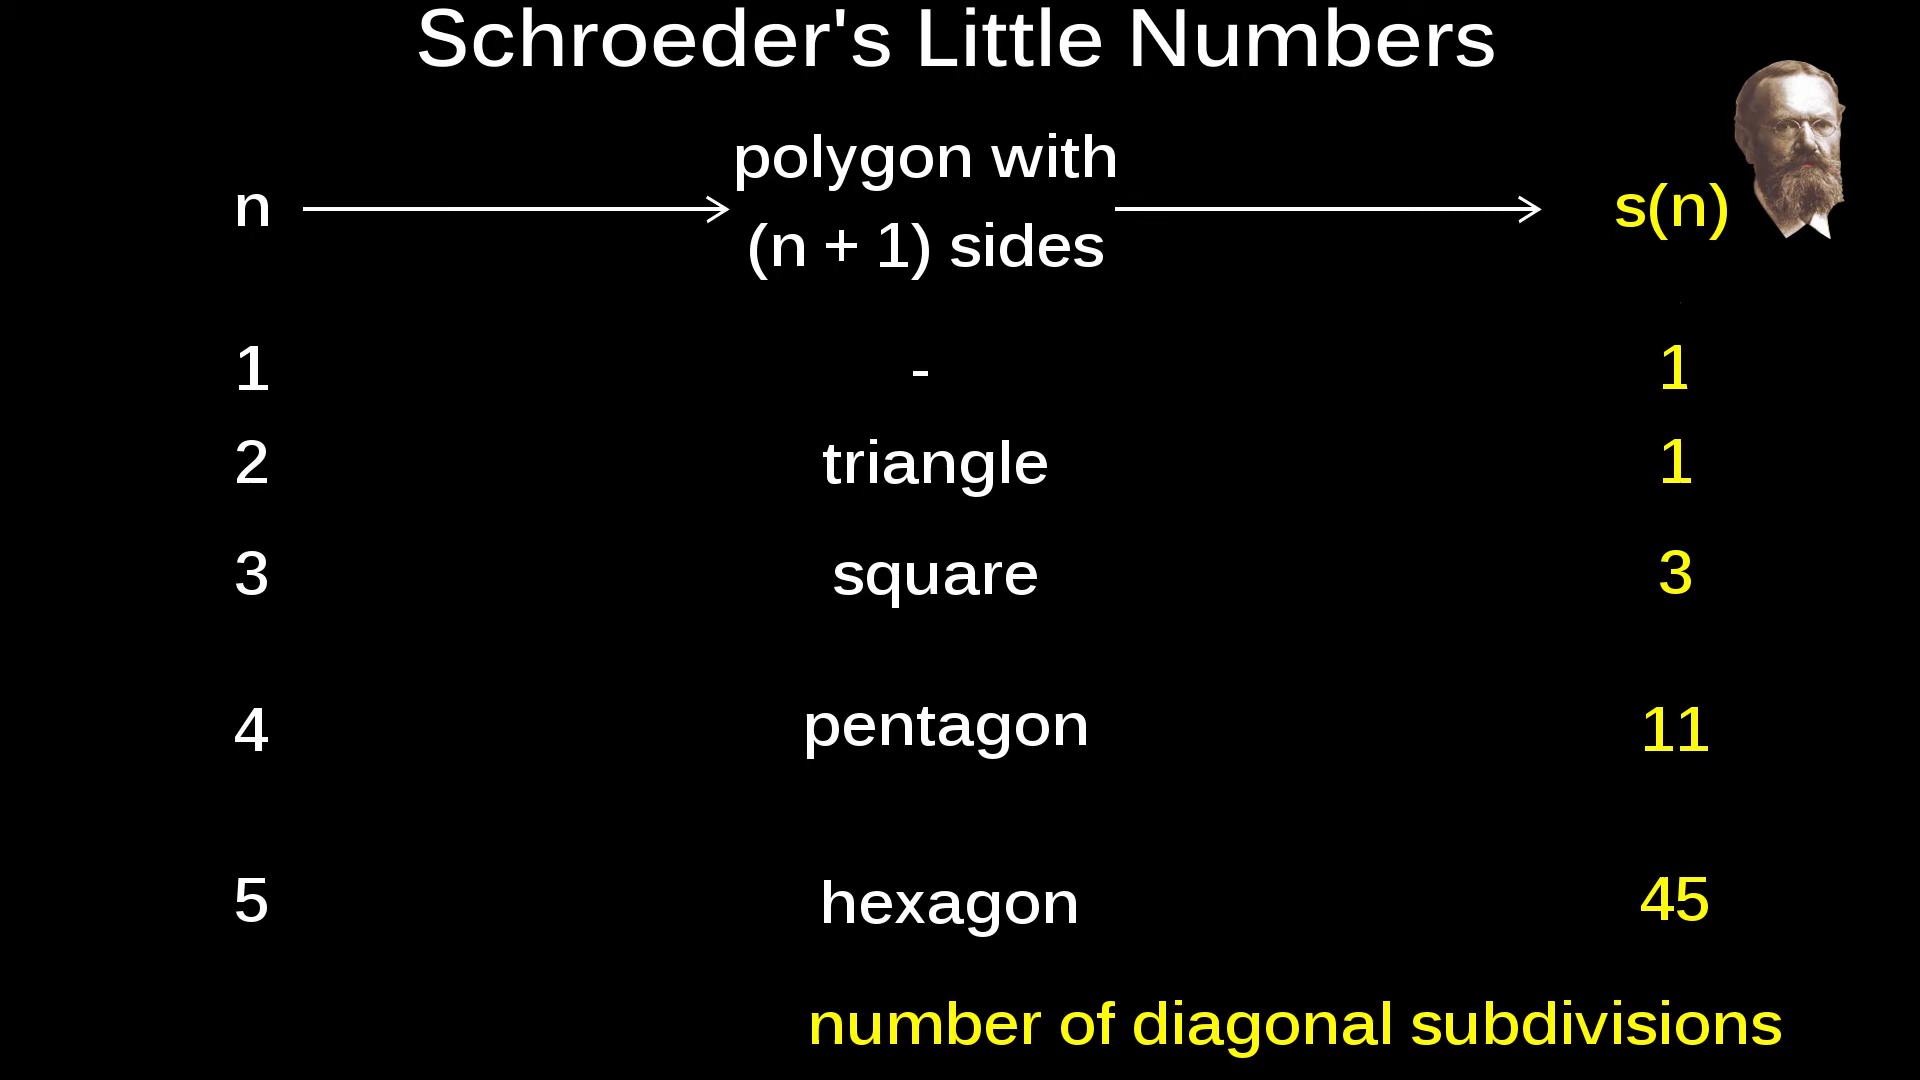 Schroeder's Little Numbers
n polygon with (n + 1) sides s(n)
1 - 1
2 triangle 1
3 square 3
4 pentagon 11
5 hexagon 45
number of diagonal subdivisions